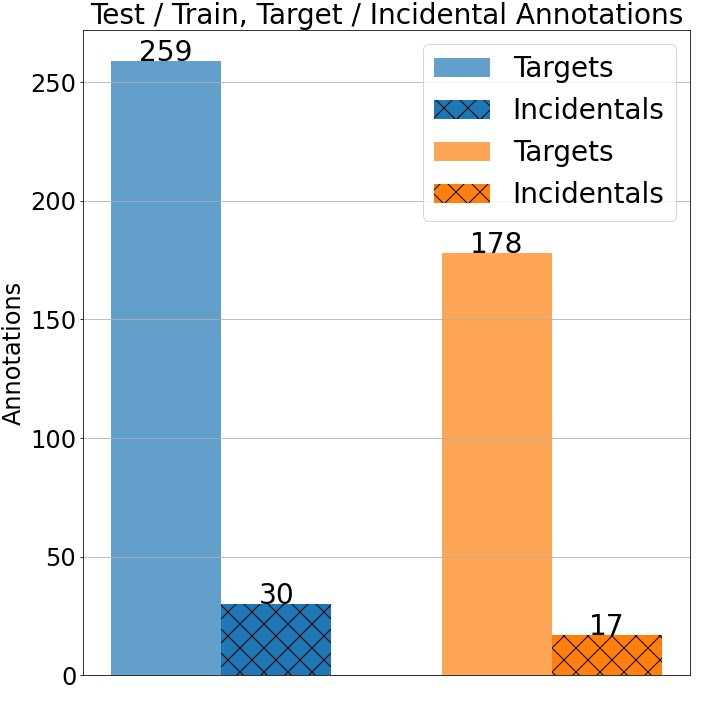 Test / Train, Target / Incidental Annotations
259
Targets
Incidentals
Targets
Incidentals
178
30
17
250
200
150
100
50
0
Annotations